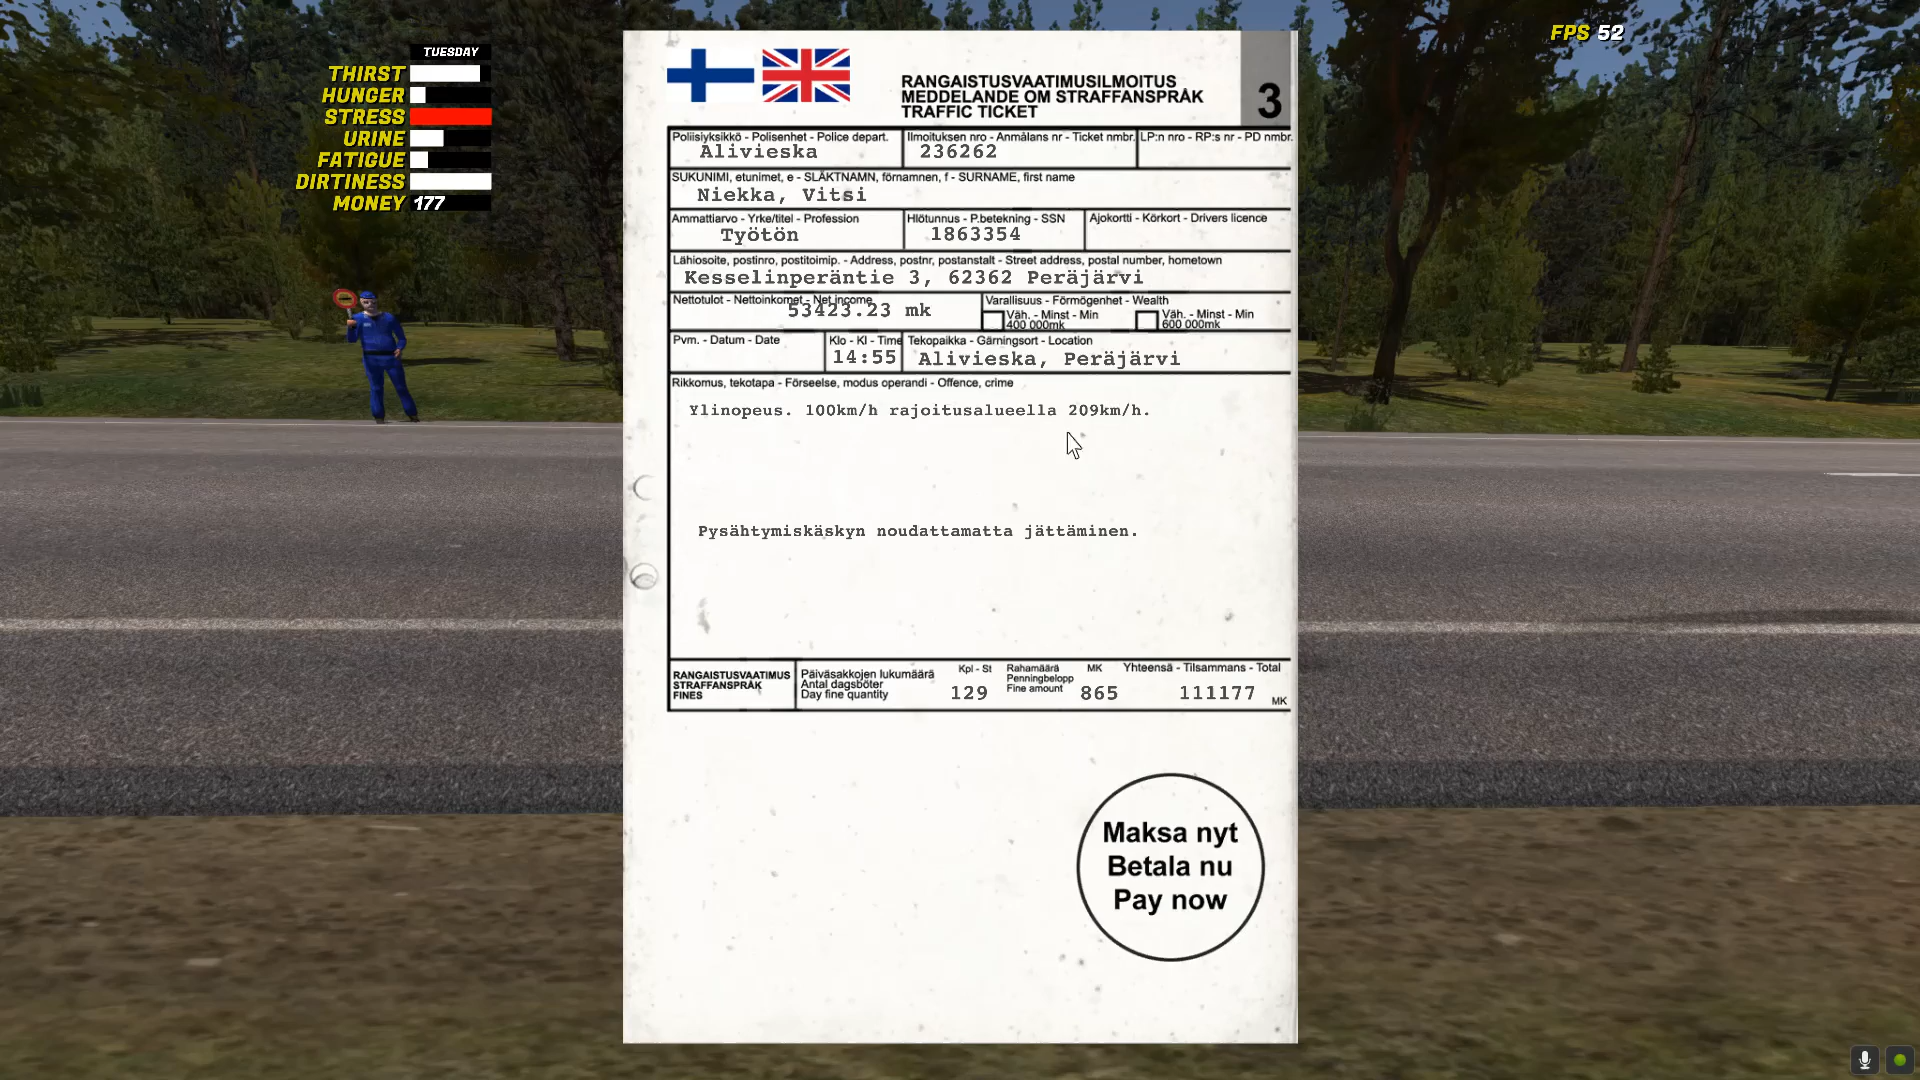 TUESDAY
THIRST
HUNGER
STRESS
URINE
FATIGUE
DIRTINESS
MONEY 177
FPS 52
RANGAISTUSVAATIMUSILMOITUS
MEDDELANDE OM STRAFFANSPRÅK
TRAFFIC TICKET
3
Poliisiyksikkö - Polisenhet - Police depart.
Alivieska
Ilmoituksen nro - Anmälans nr - Ticket nmbr.
236262
LP:n nro - RP:s nr - PD nmbr.
SUKUNIMI, etunimet, e - SLÄKTNAMN, förnamnen, f - SURNAME, first name
Niekka, Vitsi
Ammattiarvo - Yrke/titel - Profession
Työtön
Hlötunnus - P.betekning - SSN
1863354
Ajokortti - Körkort - Drivers licence
Lähiosoite, postinro, postitoimip. - Address, postnr, postanstalt - Street address, postal number, hometown
Kesselinperäntie 3, 62362 Peräjärvi
Nettotulot - Nettoinkomet - Net income
53423.23 mk
Varallisuus - Förmögenhet - Wealth
Väh. - Minst - Min
400 000mk
Väh. - Minst - Min
600 000mk
Pvm. - Datum - Date
Klo - Kl - Time
14:55
Tekopaikka - Gärningsort - Location
Alivieska, Peräjärvi
Rikkomus, tekotapa - Förseelse, modus operandi - Offence, crime
Ylinopeus. 100km/h rajoitusalueella 209km/h.
Pysähtymiskäskyn noudattamatta jättäminen.
RANGAISTUSVAATIMUS
STRAFFANSPRÅK
FINES
Päiväsakkojen lukumäärä
Antal dagsböter
Day fine quantity
Kpl - St
129
Rahamäärä
Penningbelopp
Fine amount
MK
865
Yhteensä - Tilsammans - Total
111177
MK
Maksa nyt
Betala nu
Pay now